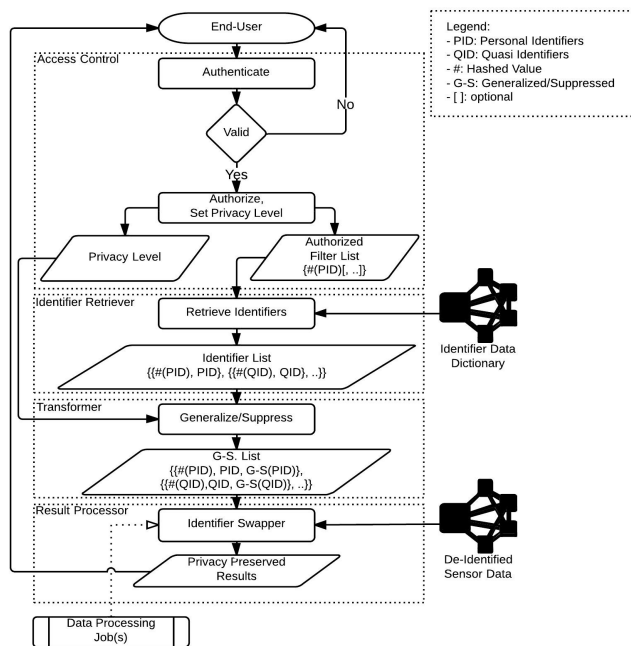 End-User
Legend:
- PID: Personal Identifiers
- QID: Quasi Identifiers
- #: Hashed Value
- G-S: Generalized/Suppressed
- [ ]: optional
Access Control
Authenticate
No
Valid
Yes
Authorize,
Set Privacy Level
Privacy Level
Authorized
Filter List
{#(PID)[, ..]}
Identifier Retriever
Retrieve Identifiers
Identifier Data
Dictionary
Identifier List
{{#(PID), PID}, {{#(QID), QID}, ..}}
Transformer
Generalize/Suppress
G-S. List
{{#(PID), PID, G-S(PID)},
{{#(QID),QID, G-S(QID)}, ..}}
Result Processor
Identifier Swapper
De-Identified
Sensor Data
Privacy Preserved
Results
Data Processing
Job(s)